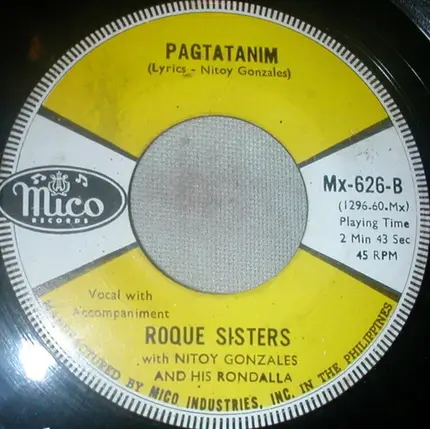 PAGTATANIM
(Lyrics - Nitoy Gonzales)
Mico
RECORDS
Mx-626-B
(1296.60.Mx)
Playing Time
2 Min 43 Sec
45 RPM
Vocal with
Accompaniment
ROQUE SISTERS
with NITOY GONZALES
AND HIS RONDALLA
MANUFACTURED BY MICO INDUSTRIES, INC. IN THE PHILIPPINES